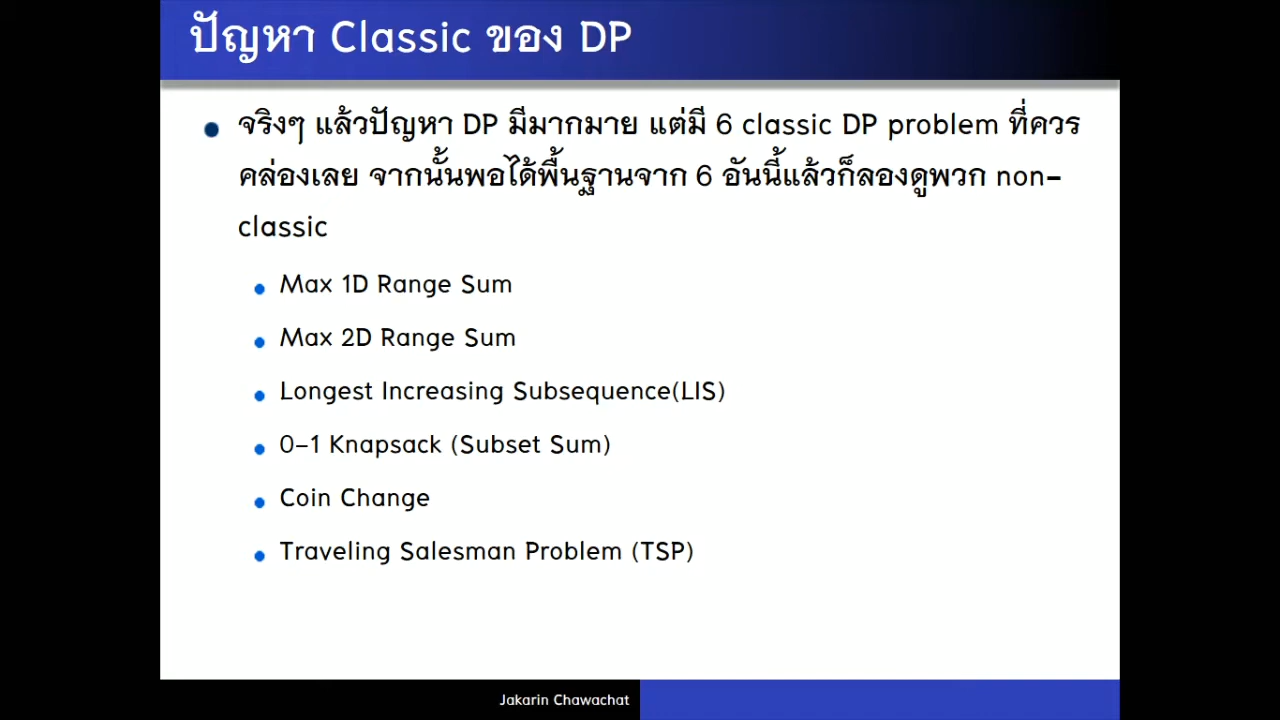 ปัญหา Classic ของ DP
จริงๆ แล้วปัญหา DP มีมากมาย แต่มี 6 classic DP problem ที่ควร
คล่องเลย จากนั้นพอได้พื้นฐานจาก 6 อันนี้แล้วก็ลองดูพวก non-
classic
Max 1D Range Sum
Max 2D Range Sum
Longest Increasing Subsequence(LIS)
0-1 Knapsack (Subset Sum)
Coin Change
Traveling Salesman Problem (TSP)
Jakarin Chawachat